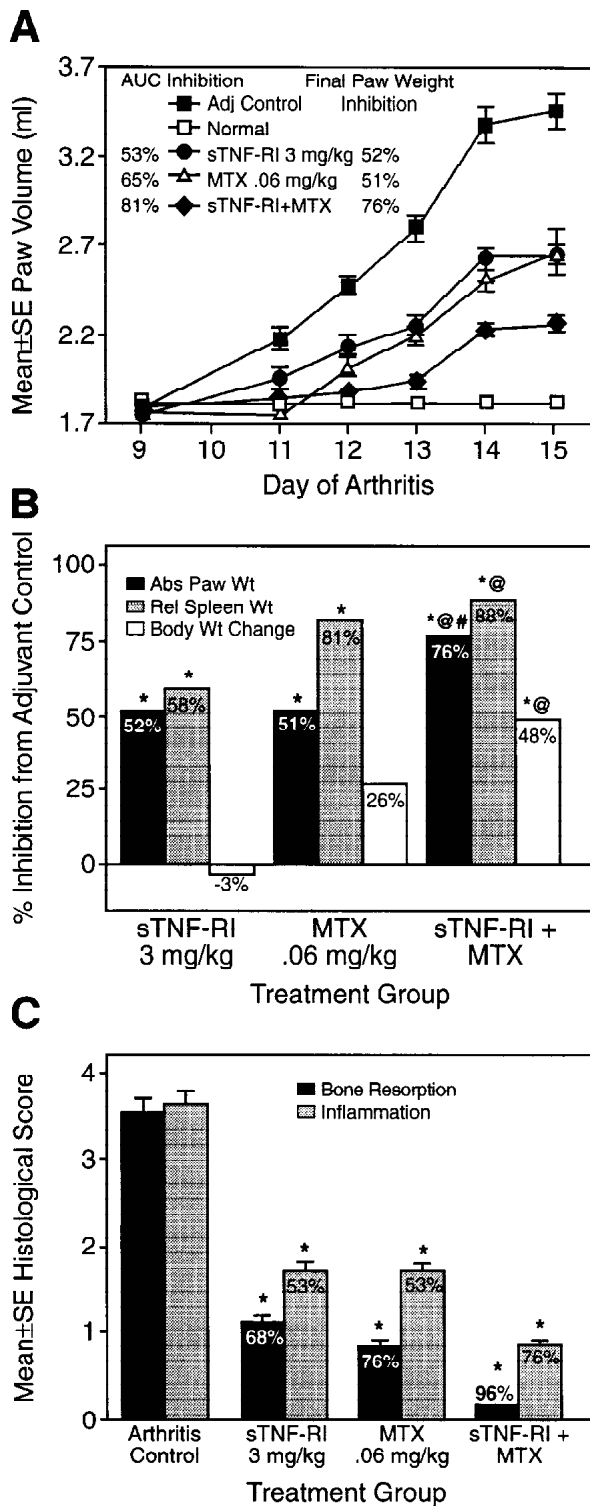 A
Mean±SE Paw Volume (ml)
3.7
3.2
2.7
2.2
1.7
AUC Inhibition Final Paw Weight
Adj Control Inhibition
Normal
53% sTNF-RI 3 mg/kg 52%
65% MTX .06 mg/kg 51%
81% sTNF-RI+MTX 76%
9 10 11 12 13 14 15
Day of Arthritis
B
% Inhibition from Adjuvant Control
100
75
50
25
0
Abs Paw Wt
Rel Spleen Wt
Body Wt Change
* * * * *@# *@ *@
52% 58% -3% 51% 81% 26% 76% 88% 48%
sTNF-RI MTX sTNF-RI +
3 mg/kg .06 mg/kg MTX
Treatment Group
C
Mean±SE Histological Score
4
3
2
1
0
Bone Resorption
Inflammation
* * * * * *
68% 53% 76% 53% 96% 76%
Arthritis sTNF-RI MTX sTNF-RI +
Control 3 mg/kg .06 mg/kg MTX
Treatment Group